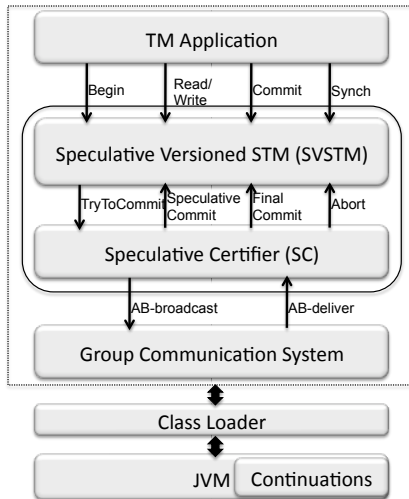 TM Application
Begin
Read/
Write
Commit
Synch
Speculative Versioned STM (SVSTM)
TryToCommit
Speculative
Commit
Final
Commit
Abort
Speculative Certifier (SC)
AB-broadcast
AB-deliver
Group Communication System
Class Loader
JVM
Continuations